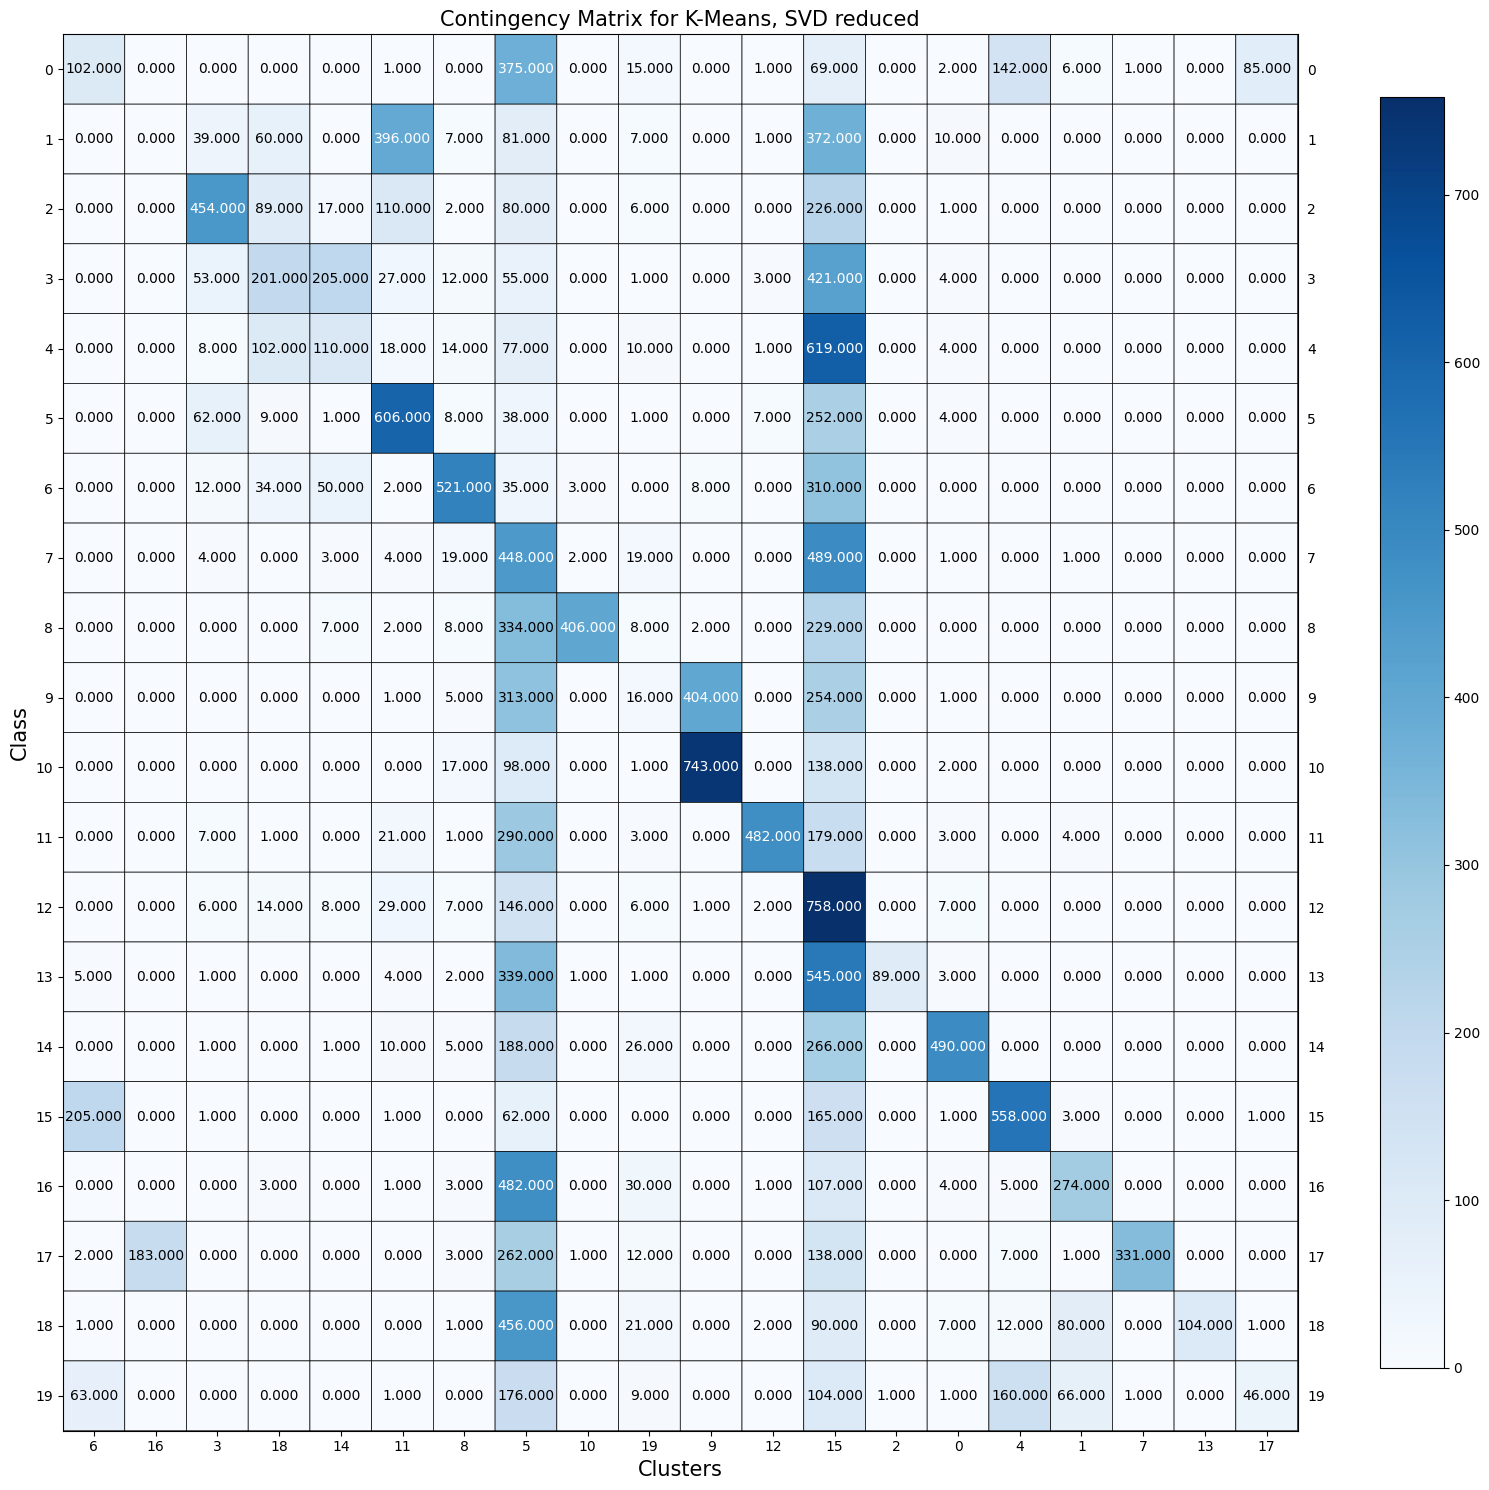 Contingency Matrix for K-Means, SVD reduced
0 102.000 0.000 0.000 0.000 0.000 1.000 0.000 375.000 0.000 15.000 0.000 1.000 69.000 0.000 2.000 142.000 6.000 1.000 0.000 85.000 0
1 0.000 0.000 39.000 60.000 0.000 396.000 7.000 81.000 0.000 7.000 0.000 1.000 372.000 0.000 10.000 0.000 0.000 0.000 0.000 0.000 1
2 0.000 0.000 454.000 89.000 17.000 110.000 2.000 80.000 0.000 6.000 0.000 0.000 226.000 0.000 1.000 0.000 0.000 0.000 0.000 0.000 2
3 0.000 0.000 53.000 201.000 205.000 27.000 12.000 55.000 0.000 1.000 0.000 3.000 421.000 0.000 4.000 0.000 0.000 0.000 0.000 0.000 3
4 0.000 0.000 8.000 102.000 110.000 18.000 14.000 77.000 0.000 10.000 0.000 1.000 619.000 0.000 4.000 0.000 0.000 0.000 0.000 0.000 4
5 0.000 0.000 62.000 9.000 1.000 606.000 8.000 38.000 0.000 1.000 0.000 7.000 252.000 0.000 4.000 0.000 0.000 0.000 0.000 0.000 5
6 0.000 0.000 12.000 34.000 50.000 2.000 521.000 35.000 3.000 0.000 8.000 0.000 310.000 0.000 0.000 0.000 0.000 0.000 0.000 0.000 6
7 0.000 0.000 4.000 0.000 3.000 4.000 19.000 448.000 2.000 19.000 0.000 0.000 489.000 0.000 1.000 0.000 1.000 0.000 0.000 0.000 7
8 0.000 0.000 0.000 0.000 7.000 2.000 8.000 334.000 406.000 8.000 2.000 0.000 229.000 0.000 0.000 0.000 0.000 0.000 0.000 0.000 8
9 0.000 0.000 0.000 0.000 0.000 1.000 5.000 313.000 0.000 16.000 404.000 0.000 254.000 0.000 1.000 0.000 0.000 0.000 0.000 0.000 9
10 0.000 0.000 0.000 0.000 0.000 0.000 17.000 98.000 0.000 1.000 743.000 0.000 138.000 0.000 2.000 0.000 0.000 0.000 0.000 0.000 10
11 0.000 0.000 7.000 1.000 0.000 21.000 1.000 290.000 0.000 3.000 0.000 482.000 179.000 0.000 3.000 0.000 4.000 0.000 0.000 0.000 11
12 0.000 0.000 6.000 14.000 8.000 29.000 7.000 146.000 0.000 6.000 1.000 2.000 758.000 0.000 7.000 0.000 0.000 0.000 0.000 0.000 12
13 5.000 0.000 1.000 0.000 0.000 4.000 2.000 339.000 1.000 1.000 0.000 0.000 545.000 89.000 3.000 0.000 0.000 0.000 0.000 0.000 13
14 0.000 0.000 1.000 0.000 1.000 10.000 5.000 188.000 0.000 26.000 0.000 0.000 266.000 0.000 490.000 0.000 0.000 0.000 0.000 0.000 14
15 205.000 0.000 1.000 0.000 0.000 1.000 0.000 62.000 0.000 0.000 0.000 0.000 165.000 0.000 1.000 558.000 3.000 0.000 0.000 1.000 15
16 0.000 0.000 0.000 3.000 0.000 1.000 3.000 482.000 0.000 30.000 0.000 1.000 107.000 0.000 4.000 5.000 274.000 0.000 0.000 0.000 16
17 2.000 183.000 0.000 0.000 0.000 0.000 3.000 262.000 1.000 12.000 0.000 0.000 138.000 0.000 0.000 7.000 1.000 331.000 0.000 0.000 17
18 1.000 0.000 0.000 0.000 0.000 0.000 1.000 456.000 0.000 21.000 0.000 2.000 90.000 0.000 7.000 12.000 80.000 0.000 104.000 1.000 18
19 63.000 0.000 0.000 0.000 0.000 1.000 0.000 176.000 0.000 9.000 0.000 0.000 104.000 1.000 1.000 160.000 66.000 1.000 0.000 46.000 19
6 16 3 18 14 11 8 5 10 19 9 12 15 2 0 4 1 7 13 17
Clusters
Class
700
600
500
400
300
200
100
0